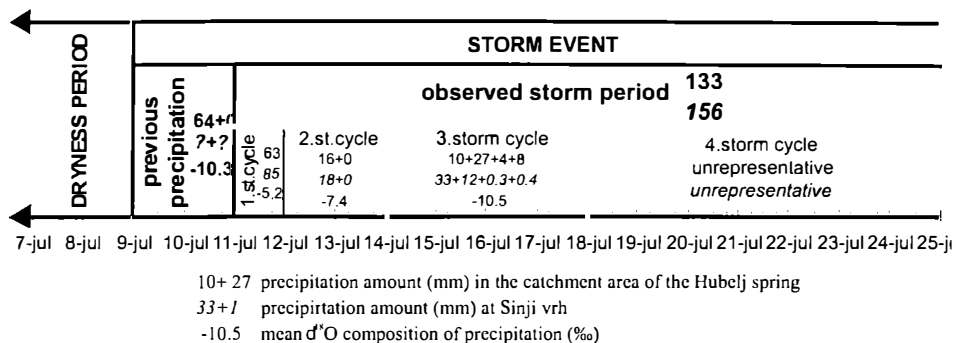 STORM EVENT
DRYNESS PERIOD
previous
precipitation
64+
?+?
-10.3
observed storm period
133
156
1.st.cycle
63
85
-5.2
2.st.cycle
16+0
18+0
-7.4
3.storm cycle
10+27+4+8
33+12+0.3+0.4
-10.5
4.storm cycle
unrepresentative
unrepresentative
7-jul 8-jul 9-jul 10-jul 11-jul 12-jul 13-jul 14-jul 15-jul 16-jul 17-jul 18-jul 19-jul 20-jul 21-jul 22-jul 23-jul 24-jul 25-j
10+ 27 precipitation amount (mm) in the catchment area of the Hubelj spring
33+1 precipirtation amount (mm) at Sinji vrh
-10.5 mean composition of precipitation (‰)